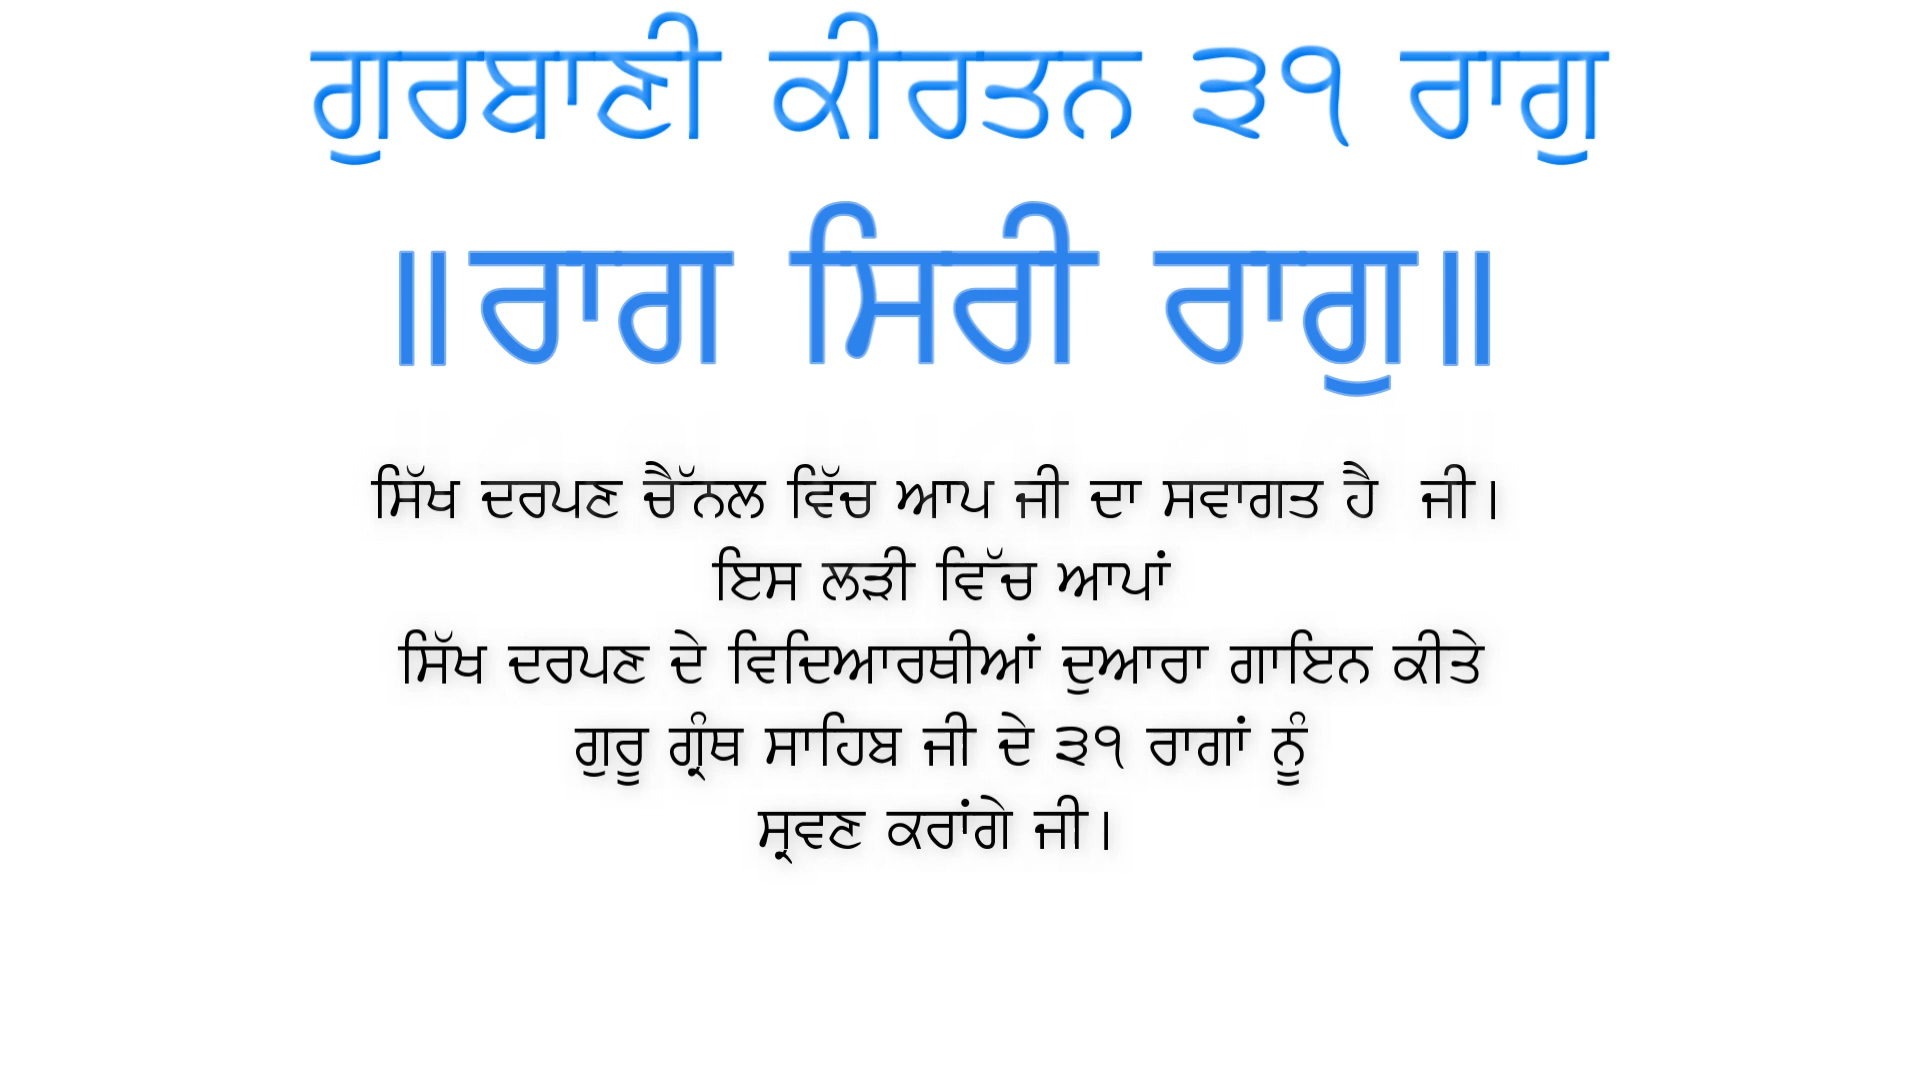 ਗੁਰਬਾਣੀ ਕੀਰਤਨ ੩੧ ਰਾਗੁ
॥ਰਾਗ ਸਿਰੀ ਰਾਗੁ॥
ਸਿੱਖ ਦਰਪਣ ਚੈੱਨਲ ਵਿੱਚ ਆਪ ਜੀ ਦਾ ਸਵਾਗਤ ਹੈ ਜੀ।
ਇਸ ਲੜੀ ਵਿੱਚ ਆਪਾਂ
ਸਿੱਖ ਦਰਪਣ ਦੇ ਵਿਦਿਆਰਥੀਆਂ ਦੁਆਰਾ ਗਾਇਨ ਕੀਤੇ
ਗੁਰੂ ਗ੍ਰੰਥ ਸਾਹਿਬ ਜੀ ਦੇ ੩੧ ਰਾਗਾਂ ਨੂੰ
ਸ੍ਰਵਣ ਕਰਾਂਗੇ ਜੀ।